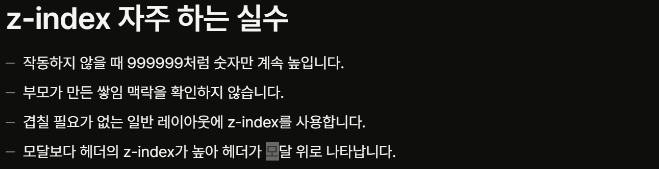 z-index 자주 하는 실수
– 작동하지 않을 때 999999처럼 숫자만 계속 높입니다.
– 부모가 만든 쌓임 맥락을 확인하지 않습니다.
– 겹칠 필요가 없는 일반 레이아웃에 z-index를 사용합니다.
– 모달보다 헤더의 z-index가 높아 헤더가 모달 위로 나타납니다.